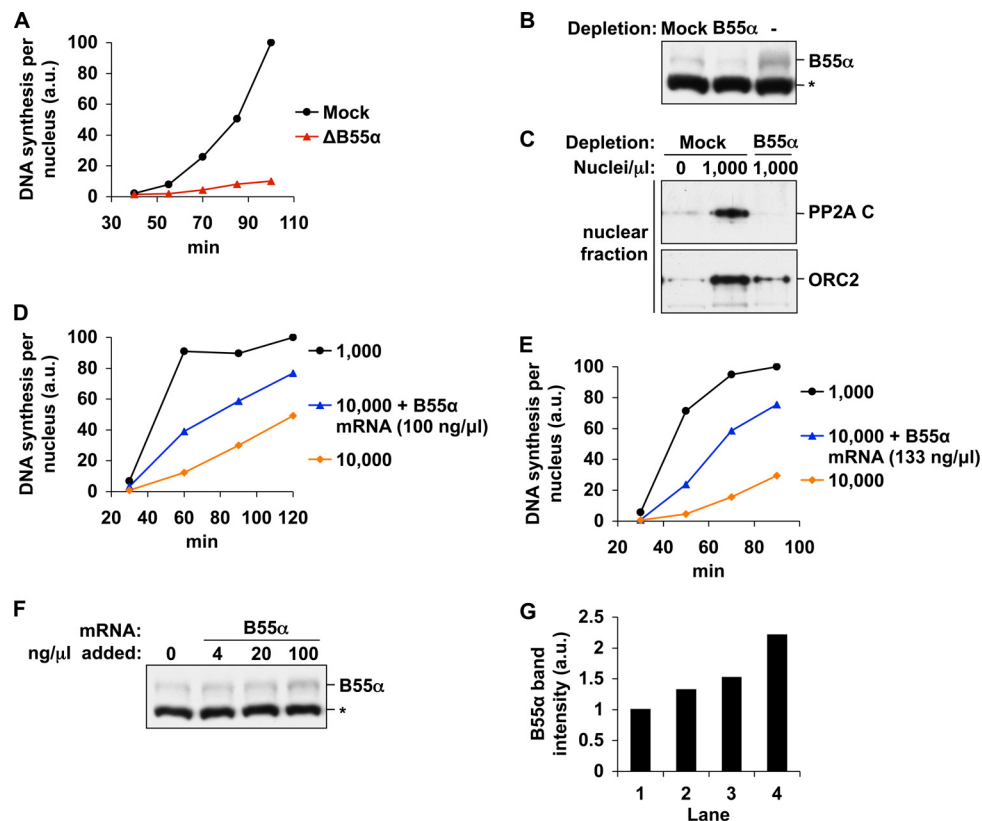 A
DNA synthesis per
nucleus (a.u.)
100
80
60
40
20
0
30 50 70 90 110
min
Mock
ΔB55α
B
Depletion: Mock B55α -
B55α
*
C
Depletion: Mock B55α
Nuclei/μl: 0 1,000 1,000
nuclear
fraction
PP2A C
ORC2
D
DNA synthesis per
nucleus (a.u.)
100
80
60
40
20
0
20 40 60 80 100 120
min
1,000
10,000 + B55α
mRNA (100 ng/μl)
10,000
E
DNA synthesis per
nucleus (a.u.)
100
80
60
40
20
0
20 40 60 80 100
min
1,000
10,000 + B55α
mRNA (133 ng/μl)
10,000
F
mRNA: B55α
ng/μl added: 0 4 20 100
B55α
*
G
B55α band
intensity (a.u.)
2.5
2
1.5
1
0.5
0
1 2 3 4
Lane